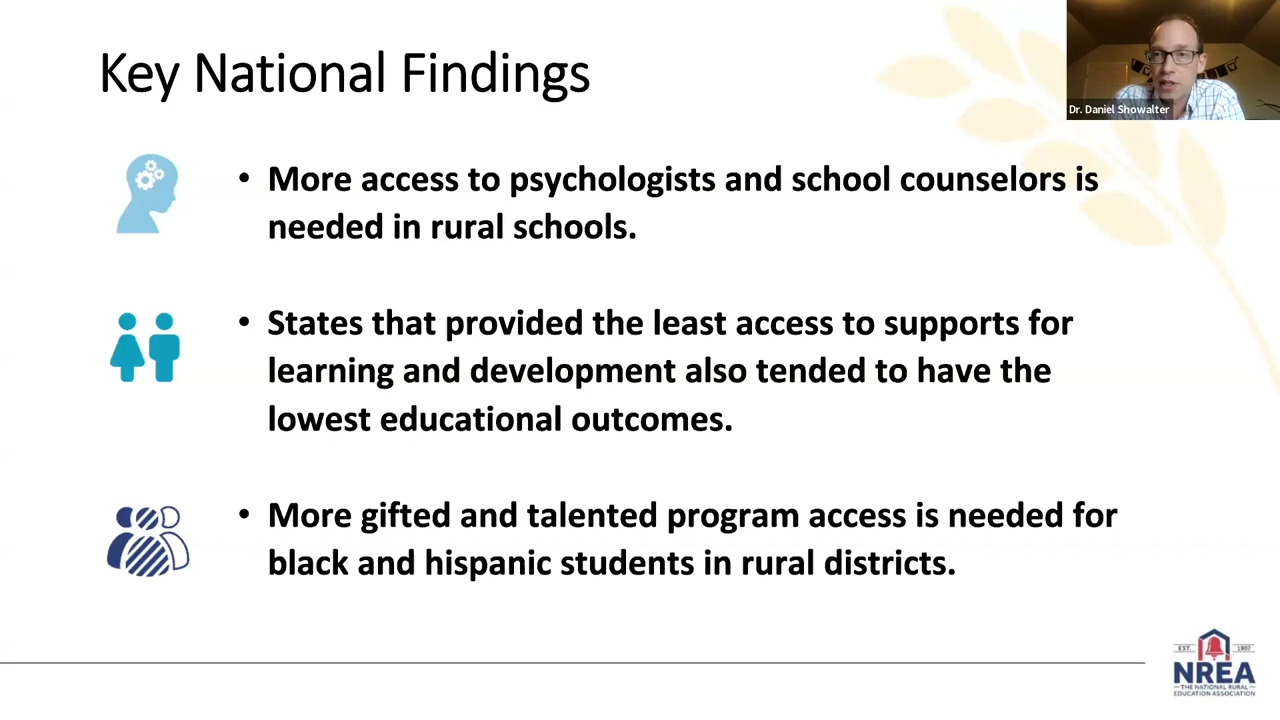 Key National Findings
Dr. Daniel Showalter
• More access to psychologists and school counselors is
needed in rural schools.
• States that provided the least access to supports for
learning and development also tended to have the
lowest educational outcomes.
• More gifted and talented program access is needed for
black and hispanic students in rural districts.
EST. 1907
NREA
THE NATIONAL RURAL
EDUCATION ASSOCIATION